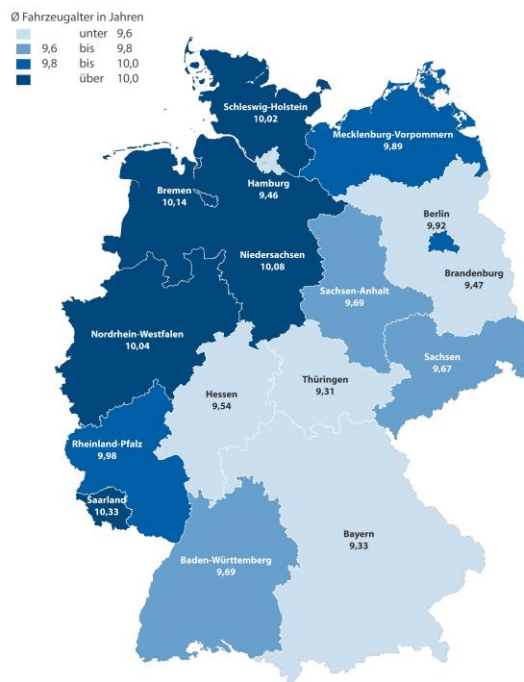 Ø Fahrzeugalter in Jahren
unter 9,6
9,6 bis 9,8
9,8 bis 10,0
über 10,0
Schleswig-Holstein
10,02
Mecklenburg-Vorpommern
9,89
Hamburg
9,46
Bremen
10,14
Berlin
9,92
Niedersachsen
10,08
Brandenburg
9,47
Sachsen-Anhalt
9,69
Nordrhein-Westfalen
10,04
Sachsen
9,67
Hessen
9,54
Thüringen
9,31
Rheinland-Pfalz
9,98
Saarland
10,33
Bayern
9,33
Baden-Württemberg
9,69